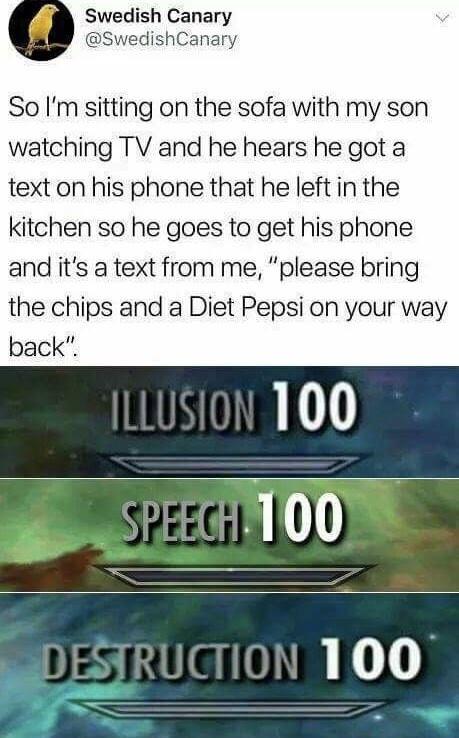 Swedish Canary
@SwedishCanary
So I'm sitting on the sofa with my son
watching TV and he hears he got a
text on his phone that he left in the
kitchen so he goes to get his phone
and it's a text from me, "please bring
the chips and a Diet Pepsi on your way
back".
ILLUSION 100
SPEECH 100
DESTRUCTION 100